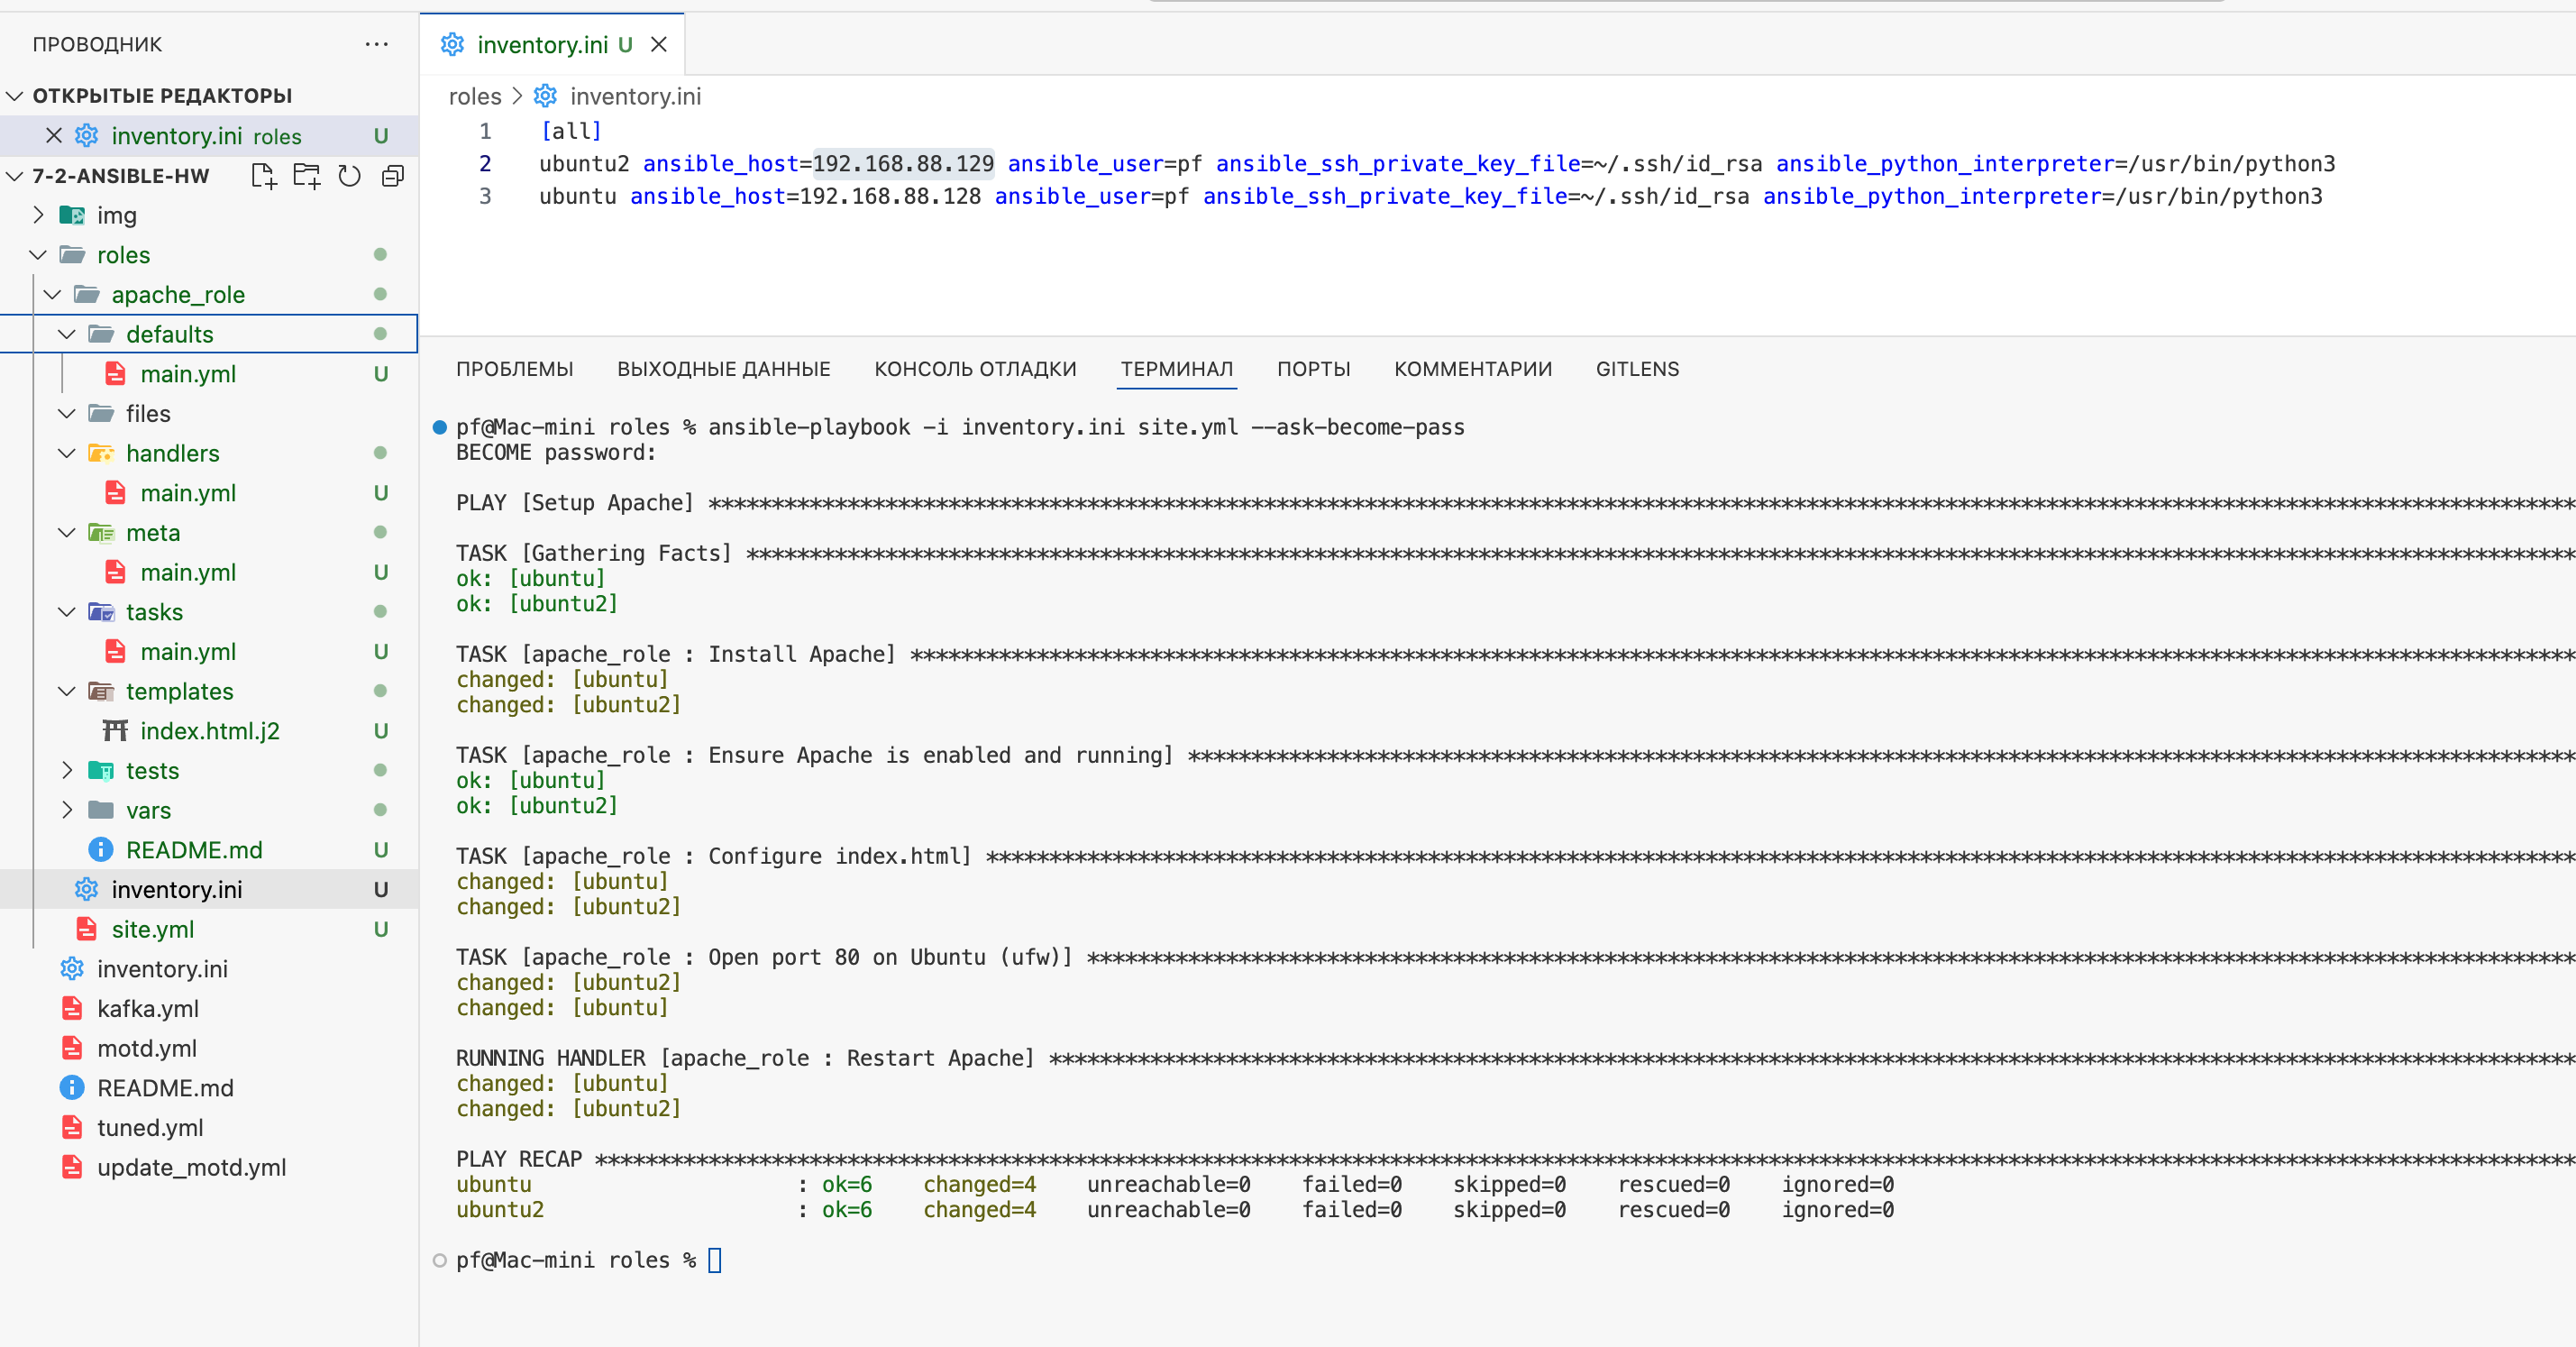 ПРОВОДНИК
ОТКРЫТЫЕ РЕДАКТОРЫ
inventory.ini roles U
7-2-ANSIBLE-HW
img
roles
apache_role
defaults
main.yml U
files
handlers
main.yml U
meta
main.yml U
tasks
main.yml U
templates
index.html.j2 U
tests
vars
README.md U
inventory.ini U
site.yml U
inventory.ini
kafka.yml
motd.yml
README.md
tuned.yml
update_motd.yml
inventory.ini U
roles > inventory.ini
1 [all]
2 ubuntu2 ansible_host=192.168.88.129 ansible_user=pf ansible_ssh_private_key_file=~/.ssh/id_rsa ansible_python_interpreter=/usr/bin/python3
3 ubuntu ansible_host=192.168.88.128 ansible_user=pf ansible_ssh_private_key_file=~/.ssh/id_rsa ansible_python_interpreter=/usr/bin/python3
ПРОБЛЕМЫ ВЫХОДНЫЕ ДАННЫЕ КОНСОЛЬ ОТЛАДКИ ТЕРМИНАЛ ПОРТЫ КОММЕНТАРИИ GITLENS
pf@Mac-mini roles % ansible-playbook -i inventory.ini site.yml --ask-become-pass
BECOME password:
PLAY [Setup Apache] ****************************************************************************************************************************************************
TASK [Gathering Facts] *************************************************************************************************************************************************
ok: [ubuntu]
ok: [ubuntu2]
TASK [apache_role : Install Apache] ************************************************************************************************************************************
changed: [ubuntu]
changed: [ubuntu2]
TASK [apache_role : Ensure Apache is enabled and running] **************************************************************************************************************
ok: [ubuntu]
ok: [ubuntu2]
TASK [apache_role : Configure index.html] ******************************************************************************************************************************
changed: [ubuntu]
changed: [ubuntu2]
TASK [apache_role : Open port 80 on Ubuntu (ufw)] **********************************************************************************************************************
changed: [ubuntu2]
changed: [ubuntu]
RUNNING HANDLER [apache_role : Restart Apache] *************************************************************************************************************************
changed: [ubuntu]
changed: [ubuntu2]
PLAY RECAP *************************************************************************************************************************************************************
ubuntu : ok=6 changed=4 unreachable=0 failed=0 skipped=0 rescued=0 ignored=0
ubuntu2 : ok=6 changed=4 unreachable=0 failed=0 skipped=0 rescued=0 ignored=0
pf@Mac-mini roles %